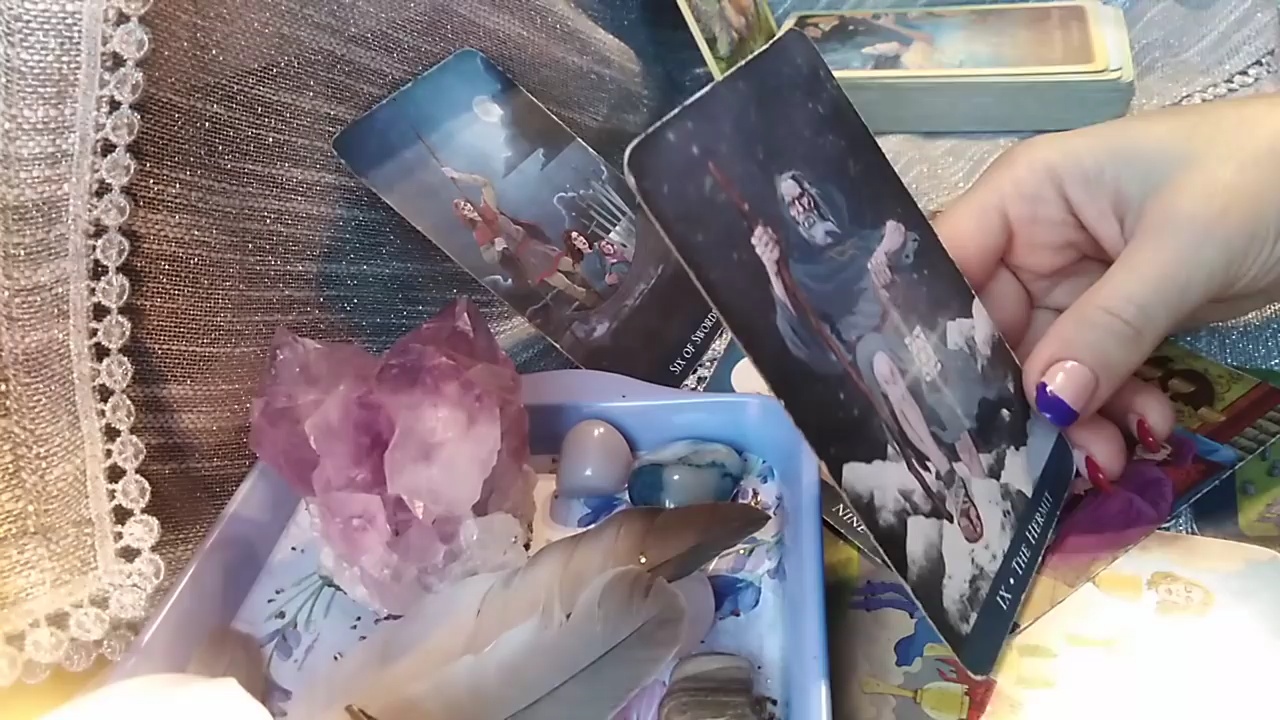 SIX OF SWORDS
NINE
IX • THE HERMIT